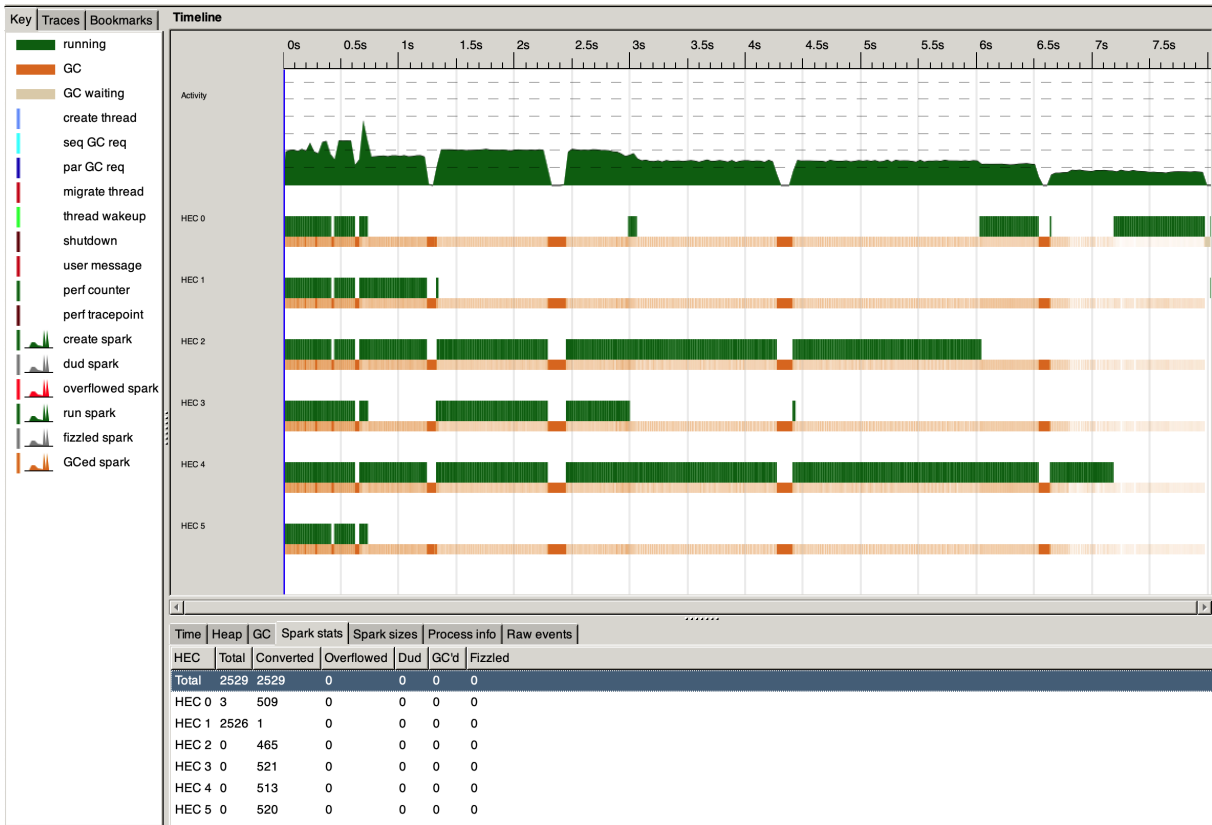 Key Traces Bookmarks
running
GC
GC waiting
create thread
seq GC req
par GC req
migrate thread
thread wakeup
shutdown
user message
perf counter
perf tracepoint
create spark
dud spark
overflowed spark
run spark
fizzled spark
GCed spark
Timeline
0s 0.5s 1s 1.5s 2s 2.5s 3s 3.5s 4s 4.5s 5s 5.5s 6s 6.5s 7s 7.5s
Activity
HEC 0
HEC 1
HEC 2
HEC 3
HEC 4
HEC 5
Time Heap GC Spark stats Spark sizes Process info Raw events
HEC Total Converted Overflowed Dud GC'd Fizzled
Total 2529 2529 0 0 0 0
HEC 0 3 509 0 0 0 0
HEC 1 2526 1 0 0 0 0
HEC 2 0 465 0 0 0 0
HEC 3 0 521 0 0 0 0
HEC 4 0 513 0 0 0 0
HEC 5 0 520 0 0 0 0